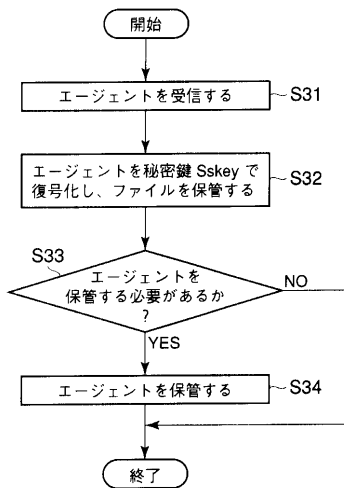 開始
エージェントを受信する
S31
エージェントを秘密鍵 Sskey で
復号化し、ファイルを保管する
S32
S33
エージェントを
保管する必要があるか
?
NO
YES
エージェントを保管する
S34
終了